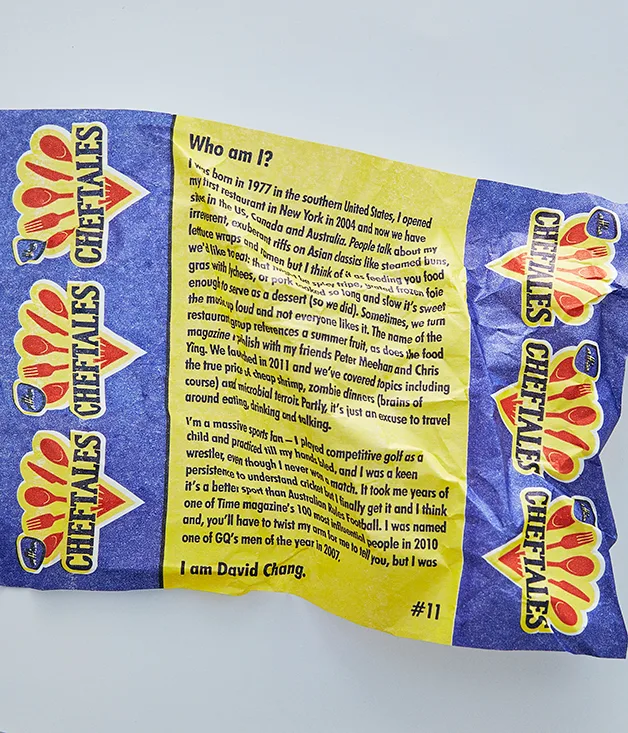 CHEFTALES
CHEFTALES
CHEFTALES
Who am I?
I was born in 1977 in the southern United States, I opened
my first restaurant in New York in 2004 and now we have
six in the US, Canada and Australia. People talk about my
irreverent, exuberant riffs on Asian classics like steamed buns,
lettuce wraps and ramen but I think of it as feeding you food
we'd like to eat: that spicy tripe, grated frozen foie
gras with lychees, or pork cooked so long and slow it's sweet
enough to serve as a dessert (so we did). Sometimes, we turn
the music up loud and not everyone likes it. The name of the
restaurant group references a summer fruit, as does the food
magazine I publish with my friends Peter Meehan and Chris
Ying. We launched in 2011 and we've covered topics including
the true price of cheap shrimp, zombie dinners (brains of
course) and microbial terroir. Partly, it's just an excuse to travel
around eating, drinking and talking.
I'm a massive sports fan – I played competitive golf as a
child and practiced till my hands bled, and I was a keen
wrestler, even though I never won a match. It took me years of
persistence to understand cricket but I finally get it and I think
it's a better sport than Australian Rules Football. I was named
one of Time magazine's 100 most influential people in 2010
and, you'll have to twist my arm for me to tell you, but I was
one of GQ's men of the year in 2007.
I am David Chang.
#11
CHEFTALES
CHEFTALES
CHEFTALES